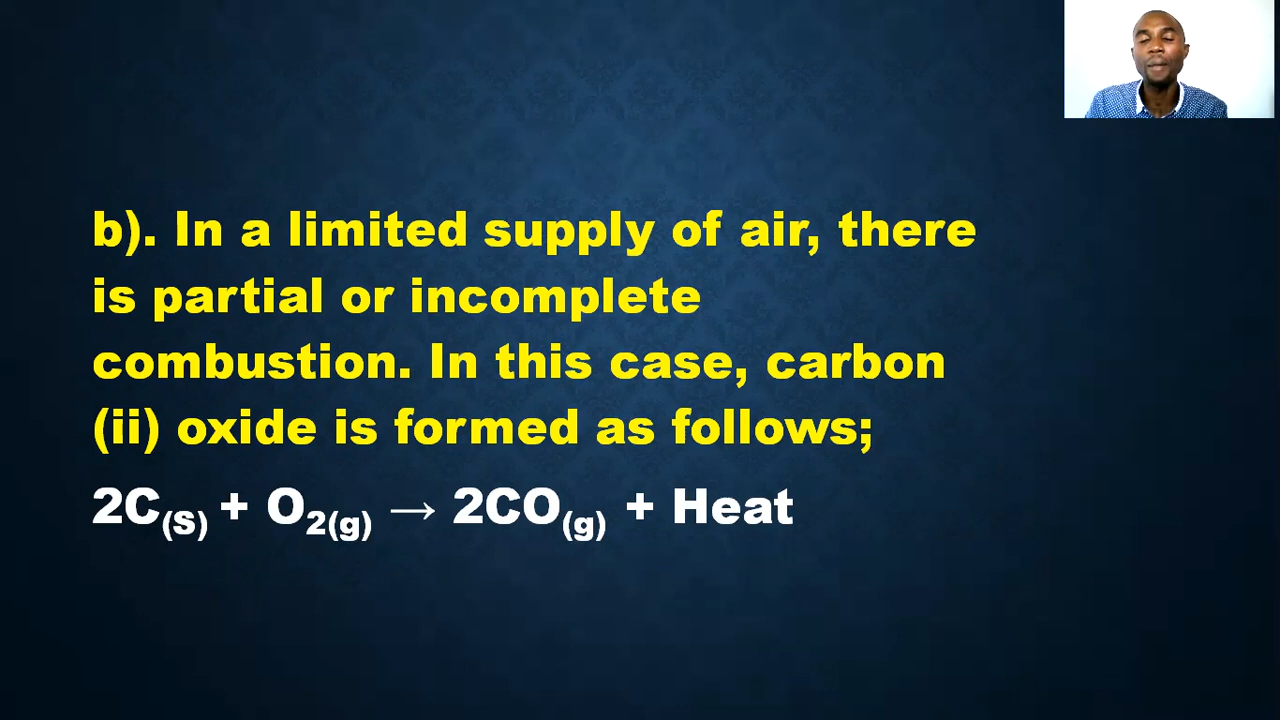 b). In a limited supply of air, there
is partial or incomplete
combustion. In this case, carbon
(ii) oxide is formed as follows;
2C(S) + O2(g) → 2CO(g) + Heat